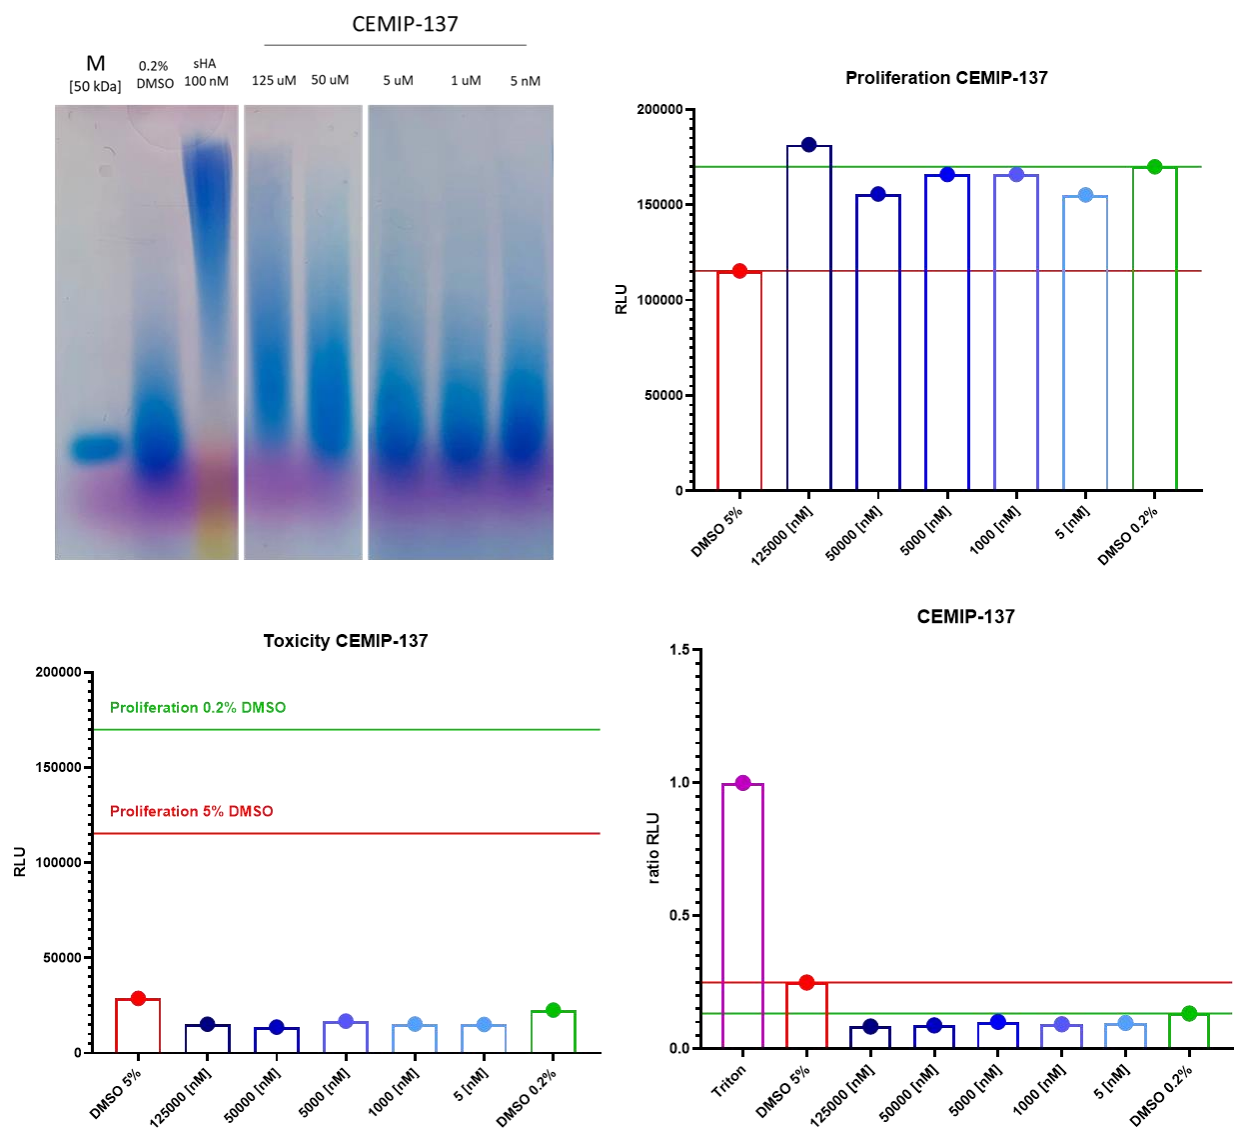 CEMIP-137
M
[50 kDa]
0.2%
DMSO
sHA
100 nM
125 uM
50 uM
5 uM
1 uM
5 nM
Proliferation CEMIP-137
200000
150000
100000
50000
0
RLU
DMSO 5%
125000 [nM]
50000 [nM]
5000 [nM]
1000 [nM]
5 [nM]
DMSO 0.2%
Toxicity CEMIP-137
200000
150000
100000
50000
0
RLU
Proliferation 0.2% DMSO
Proliferation 5% DMSO
DMSO 5%
125000 [nM]
50000 [nM]
5000 [nM]
1000 [nM]
5 [nM]
DMSO 0.2%
CEMIP-137
1.5
1.0
0.5
0.0
ratio RLU
Triton
DMSO 5%
125000 [nM]
50000 [nM]
5000 [nM]
1000 [nM]
5 [nM]
DMSO 0.2%